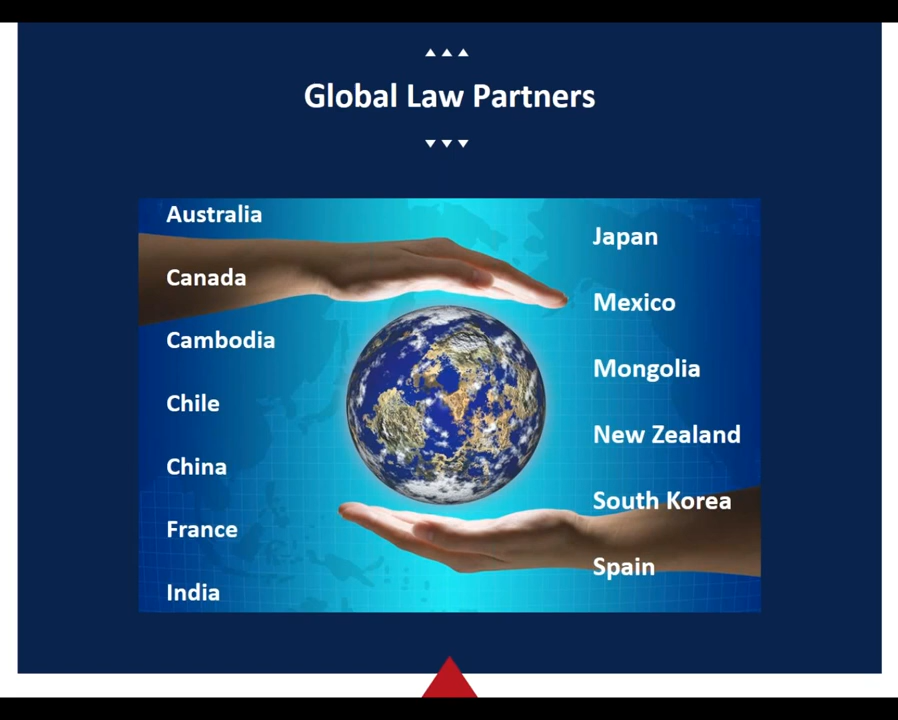 Global Law Partners
Australia
Canada
Cambodia
Chile
China
France
India
Japan
Mexico
Mongolia
New Zealand
South Korea
Spain